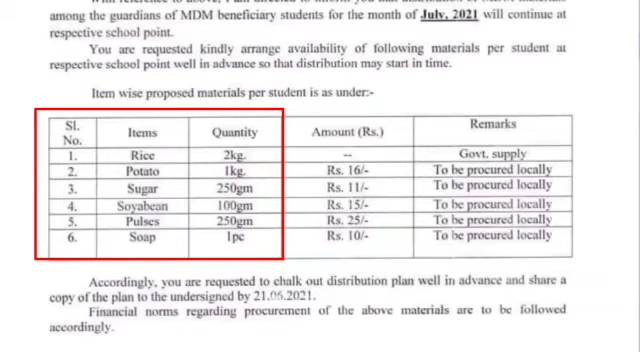 among the guardians of MDM beneficiary students for the month of July, 2021 will continue at
respective school point.
You are requested kindly arrange availability of following materials per student at
respective school point well in advance so that distribution may start in time.
Item wise proposed materials per student is as under:-
Sl. No. Items Quantity Amount (Rs.) Remarks
1. Rice 2kg. -- Govt. supply
2. Potato 1kg. Rs. 16/- To be procured locally
3. Sugar 250gm Rs. 11/- To be procured locally
4. Soyabean 100gm Rs. 15/- To be procured locally
5. Pulses 250gm Rs. 25/- To be procured locally
6. Soap 1pc Rs. 10/- To be procured locally
Accordingly, you are requested to chalk out distribution plan well in advance and share a
copy of the plan to the undersigned by 21.06.2021.
Financial norms regarding procurement of the above materials are to be followed
accordingly.